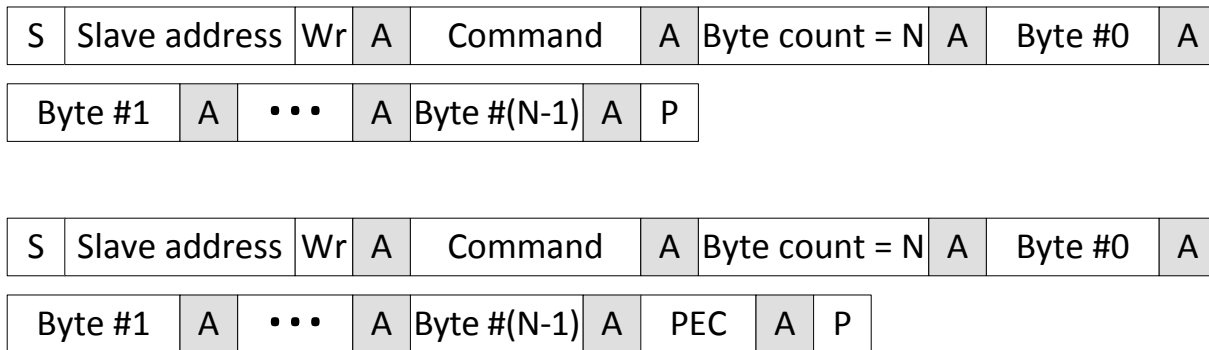 S Slave address Wr A Command A Byte count = N A Byte #0 A
Byte #1 A ••• A Byte #(N-1) A P
S Slave address Wr A Command A Byte count = N A Byte #0 A
Byte #1 A ••• A Byte #(N-1) A PEC A P